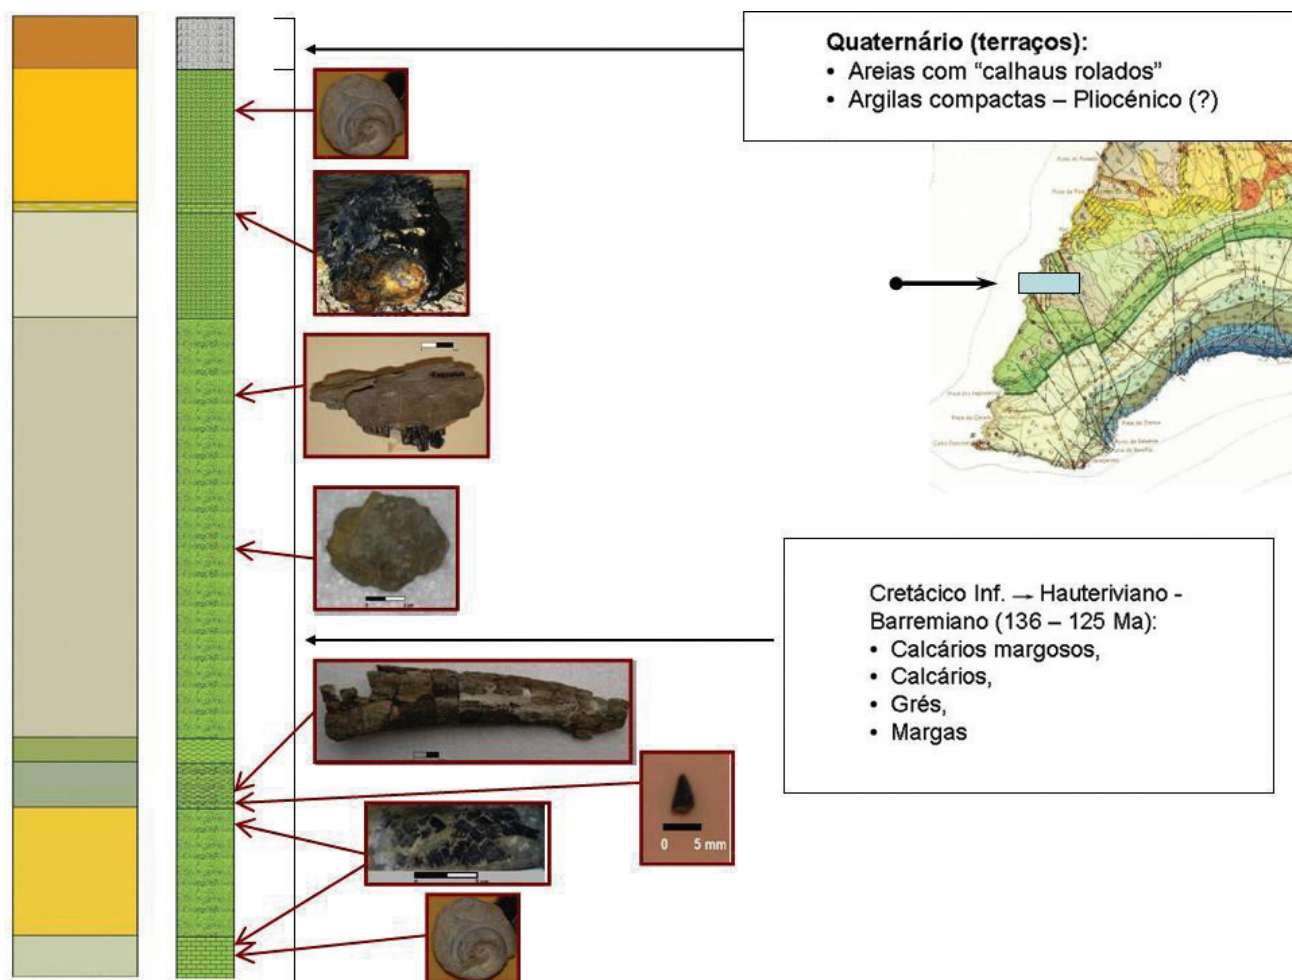 Quaternário (terraços):
• Areias com “calhaus rolados”
• Argilas compactas – Pliocénico (?)
Cretácico Inf. → Hauteriviano -
Barremiano (136 – 125 Ma):
• Calcários margosos,
• Calcários,
• Grés,
• Margas
0 5 mm